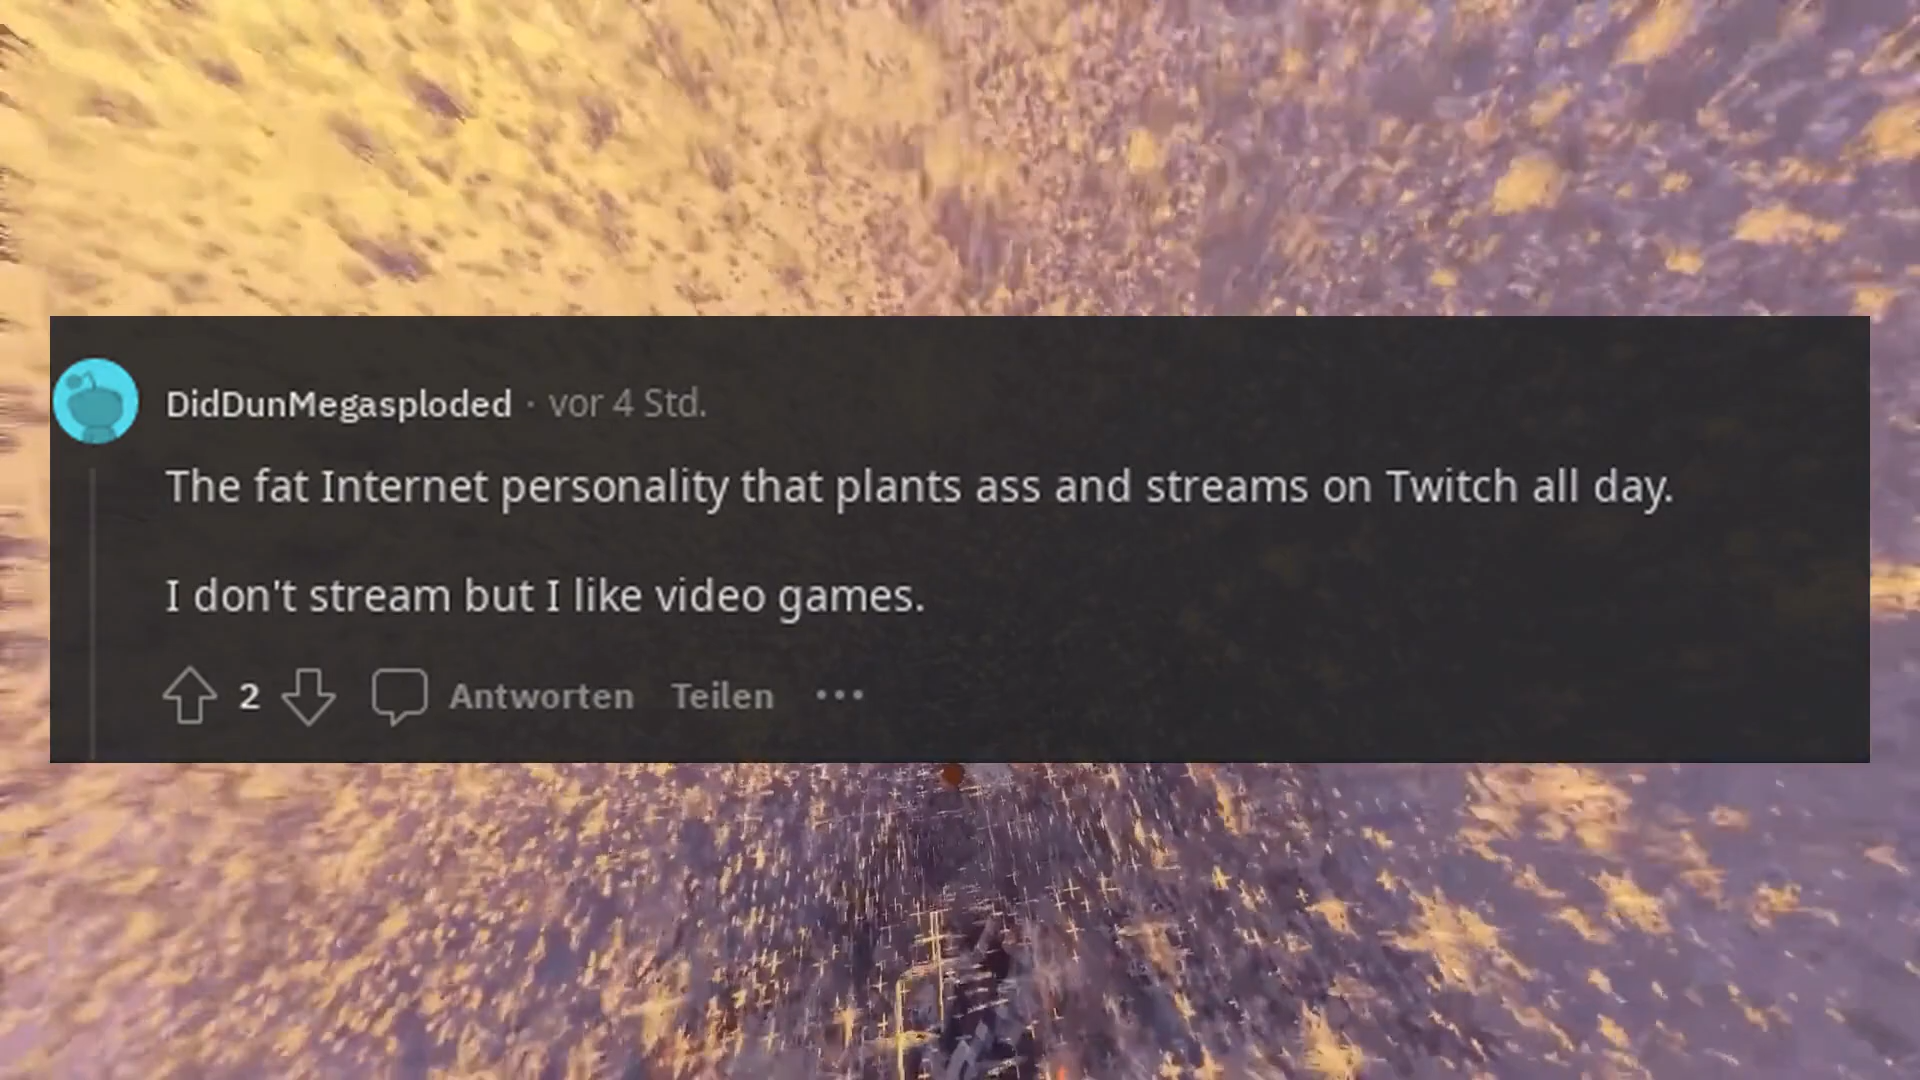 DidDunMegasploded · vor 4 Std.
The fat Internet personality that plants ass and streams on Twitch all day.
I don't stream but I like video games.
2 Antworten Teilen •••